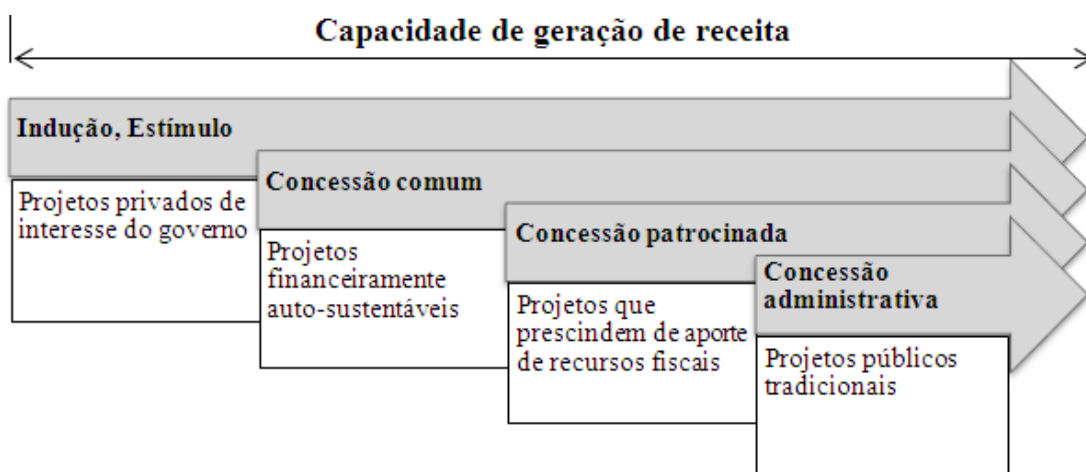 Capacidade de geração de receita
Indução, Estímulo
Projetos privados de
interesse do governo
Concessão comum
Projetos
financeiramente
auto-sustentáveis
Concessão patrocinada
Projetos que
prescindem de aporte
de recursos fiscais
Concessão
administrativa
Projetos públicos
tradicionais